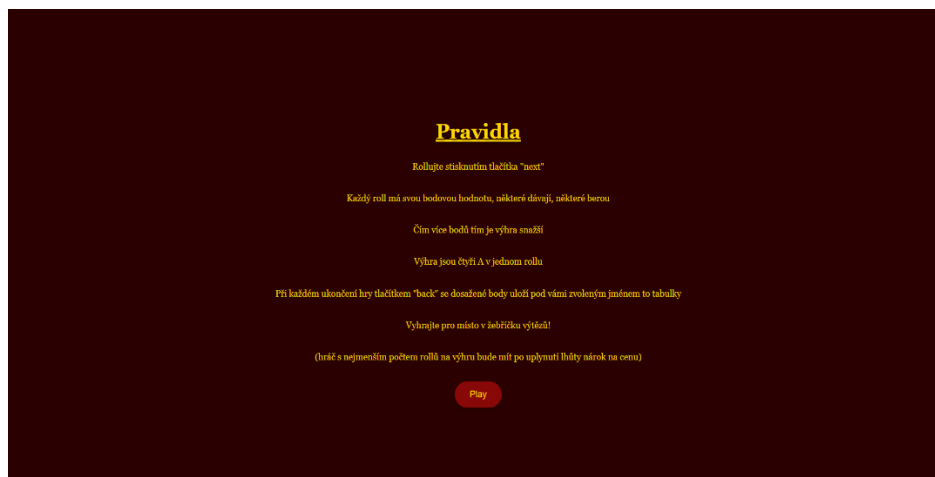 Pravidla
Rollujte stisknutím tlačítka "next"
Každý roll má svou bodovou hodnotu, některé dávají, některé berou
Čím více bodů tím je výhra snažší
Výhra jsou čtyři A v jednom rollu
Při každém ukončení hry tlačítkem "back" se dosažené body uloží pod vámi zvoleným jménem to tabulky
Vyhrajte pro místo v žebříčku výtězů!
(hráč s nejmenším počtem rollů na výhru bude mít po uplynutí lhůty nárok na cenu)
Play